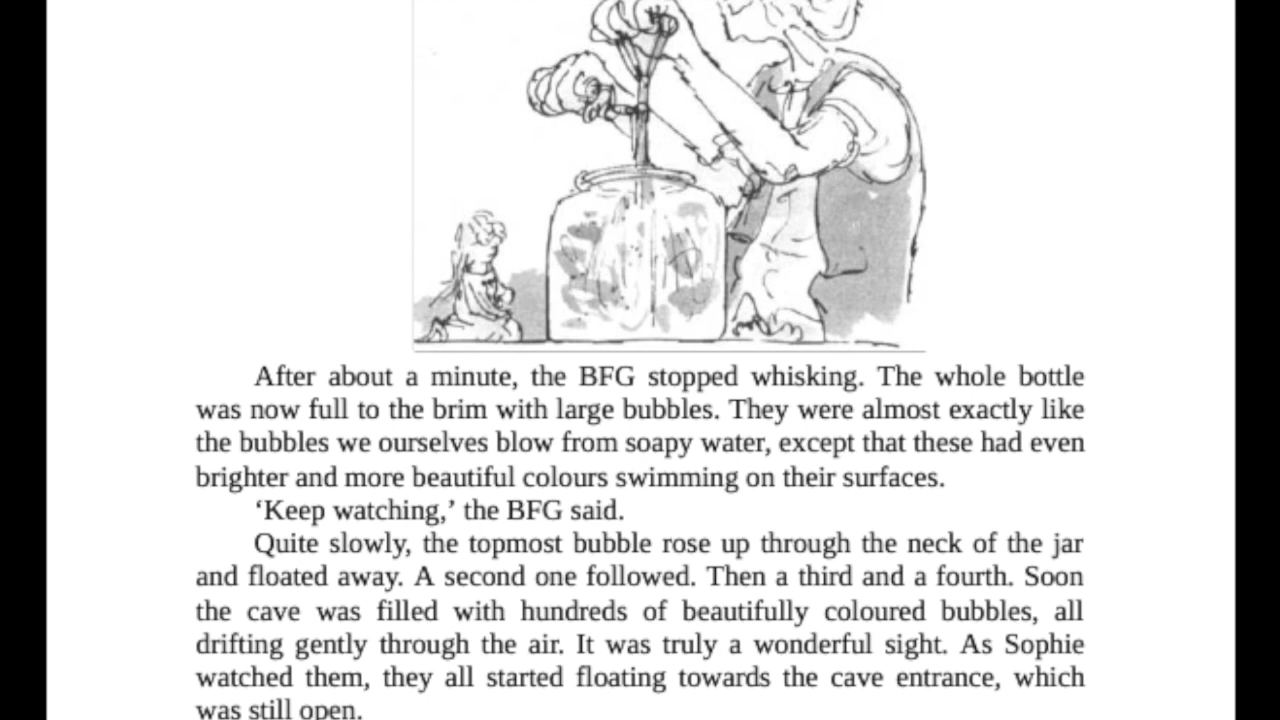 After about a minute, the BFG stopped whisking. The whole bottle
was now full to the brim with large bubbles. They were almost exactly like
the bubbles we ourselves blow from soapy water, except that these had even
brighter and more beautiful colours swimming on their surfaces.
‘Keep watching,’ the BFG said.
Quite slowly, the topmost bubble rose up through the neck of the jar
and floated away. A second one followed. Then a third and a fourth. Soon
the cave was filled with hundreds of beautifully coloured bubbles, all
drifting gently through the air. It was truly a wonderful sight. As Sophie
watched them, they all started floating towards the cave entrance, which
was still open.